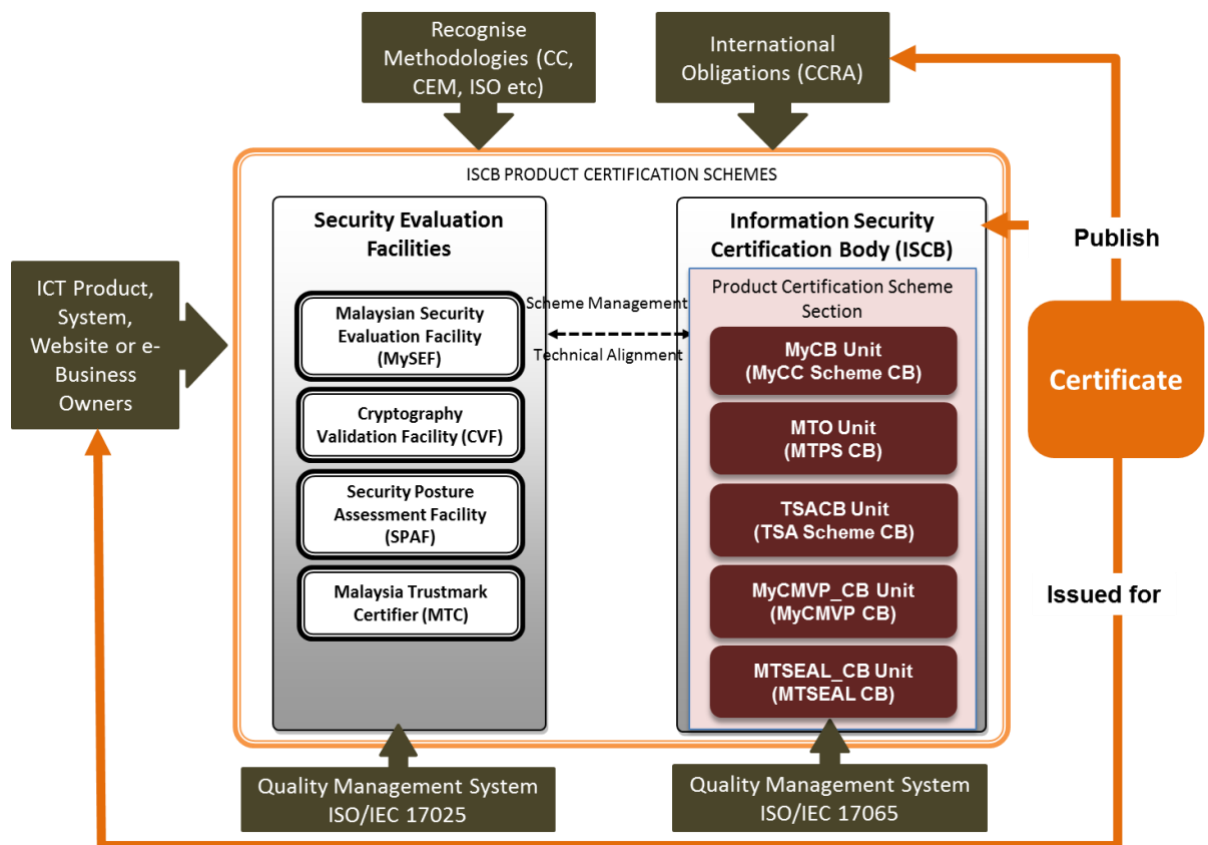 Recognise
Methodologies (CC,
CEM, ISO etc)
International
Obligations (CCRA)
ISCB PRODUCT CERTIFICATION SCHEMES
Security Evaluation
Facilities
Malaysian Security
Evaluation Facility
(MySEF)
Cryptography
Validation Facility (CVF)
Security Posture
Assessment Facility
(SPAF)
Malaysia Trustmark
Certifier (MTC)
Scheme Management
Technical Alignment
Information Security
Certification Body (ISCB)
Product Certification Scheme
Section
MyCB Unit
(MyCC Scheme CB)
MTO Unit
(MTPS CB)
TSACB Unit
(TSA Scheme CB)
MyCMVP_CB Unit
(MyCMVP CB)
MTSEAL_CB Unit
(MTSEAL CB)
ICT Product,
System,
Website or e-
Business
Owners
Publish
Certificate
Issued for
Quality Management System
ISO/IEC 17025
Quality Management System
ISO/IEC 17065